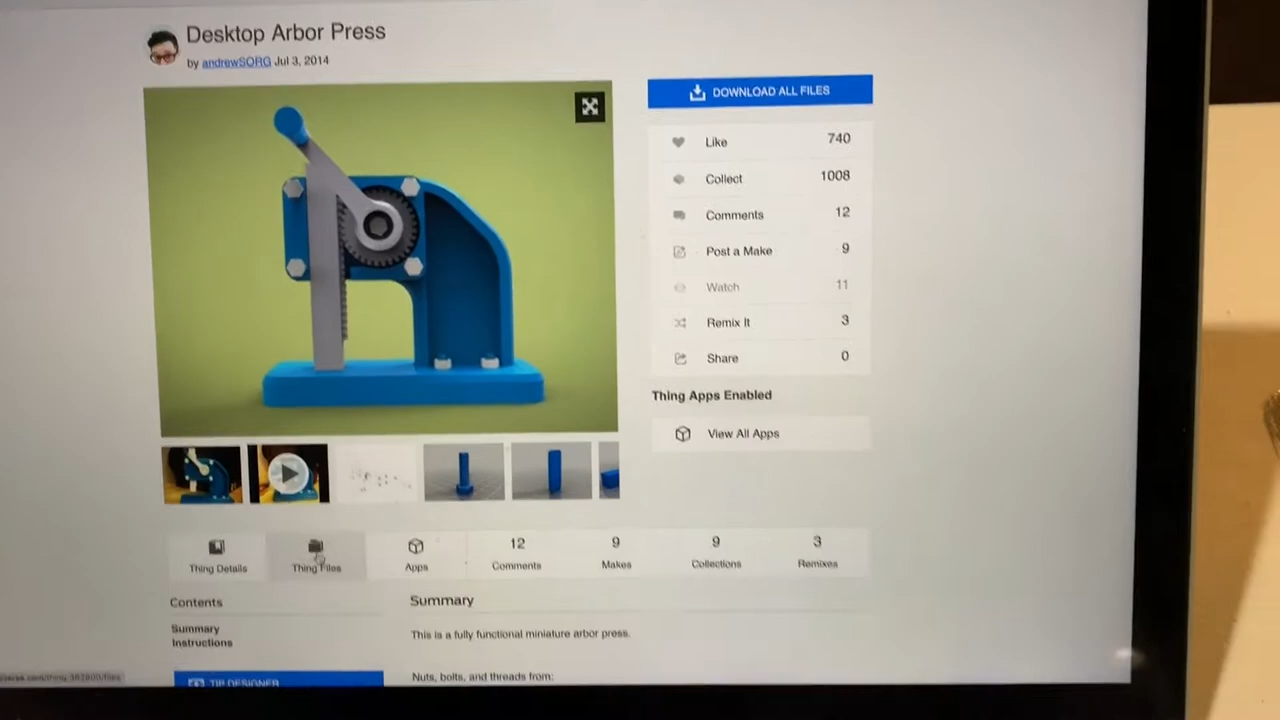 Desktop Arbor Press
by andrewSORG Jul 3, 2014
DOWNLOAD ALL FILES
Like 740
Collect 1008
Comments 12
Post a Make 9
Watch 11
Remix It 3
Share 0
Thing Apps Enabled
View All Apps
12 9 9 3
Thing Details Thing Files Apps Comments Makes Collections Remixes
Contents
Summary
Summary
Instructions
This is a fully functional miniature arbor press.
TIP DESIGNER
Nuts, bolts, and threads from: